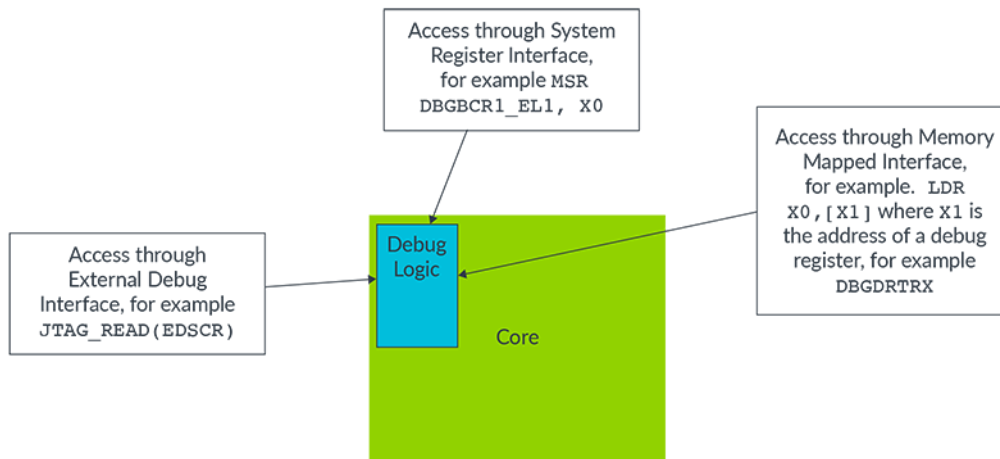 Access through System
Register Interface,
for example MSR
DBGBCR1_EL1, X0
Access through Memory
Mapped Interface,
for example. LDR
X0,[X1] where X1 is
the address of a debug
register, for example
DBGDRTRX
Access through
External Debug
Interface, for example
JTAG_READ(EDSCR)
Debug
Logic
Core